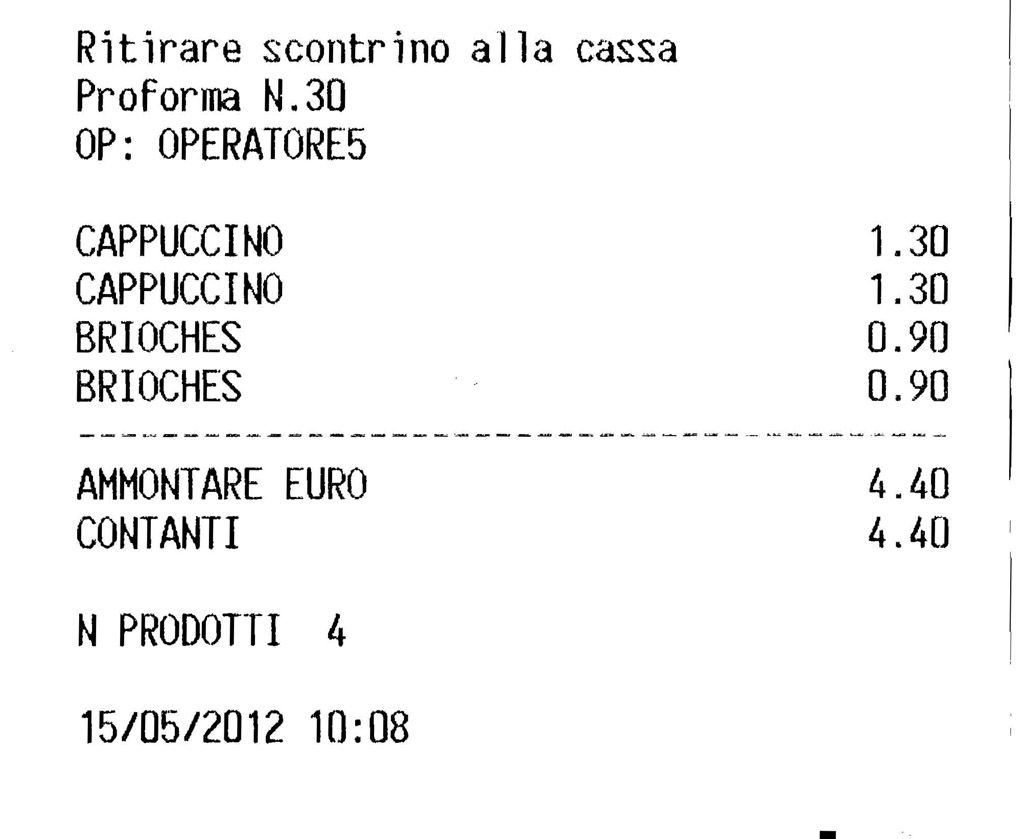 Ritirare scontrino alla cassa
Proforma N.30
OP: OPERATORE5
CAPPUCCINO 1.30
CAPPUCCINO 1.30
BRIOCHES 0.90
BRIOCHES 0.90
--------------------------------------------
AMMONTARE EURO 4.40
CONTANTI 4.40
N PRODOTTI 4
15/05/2012 10:08